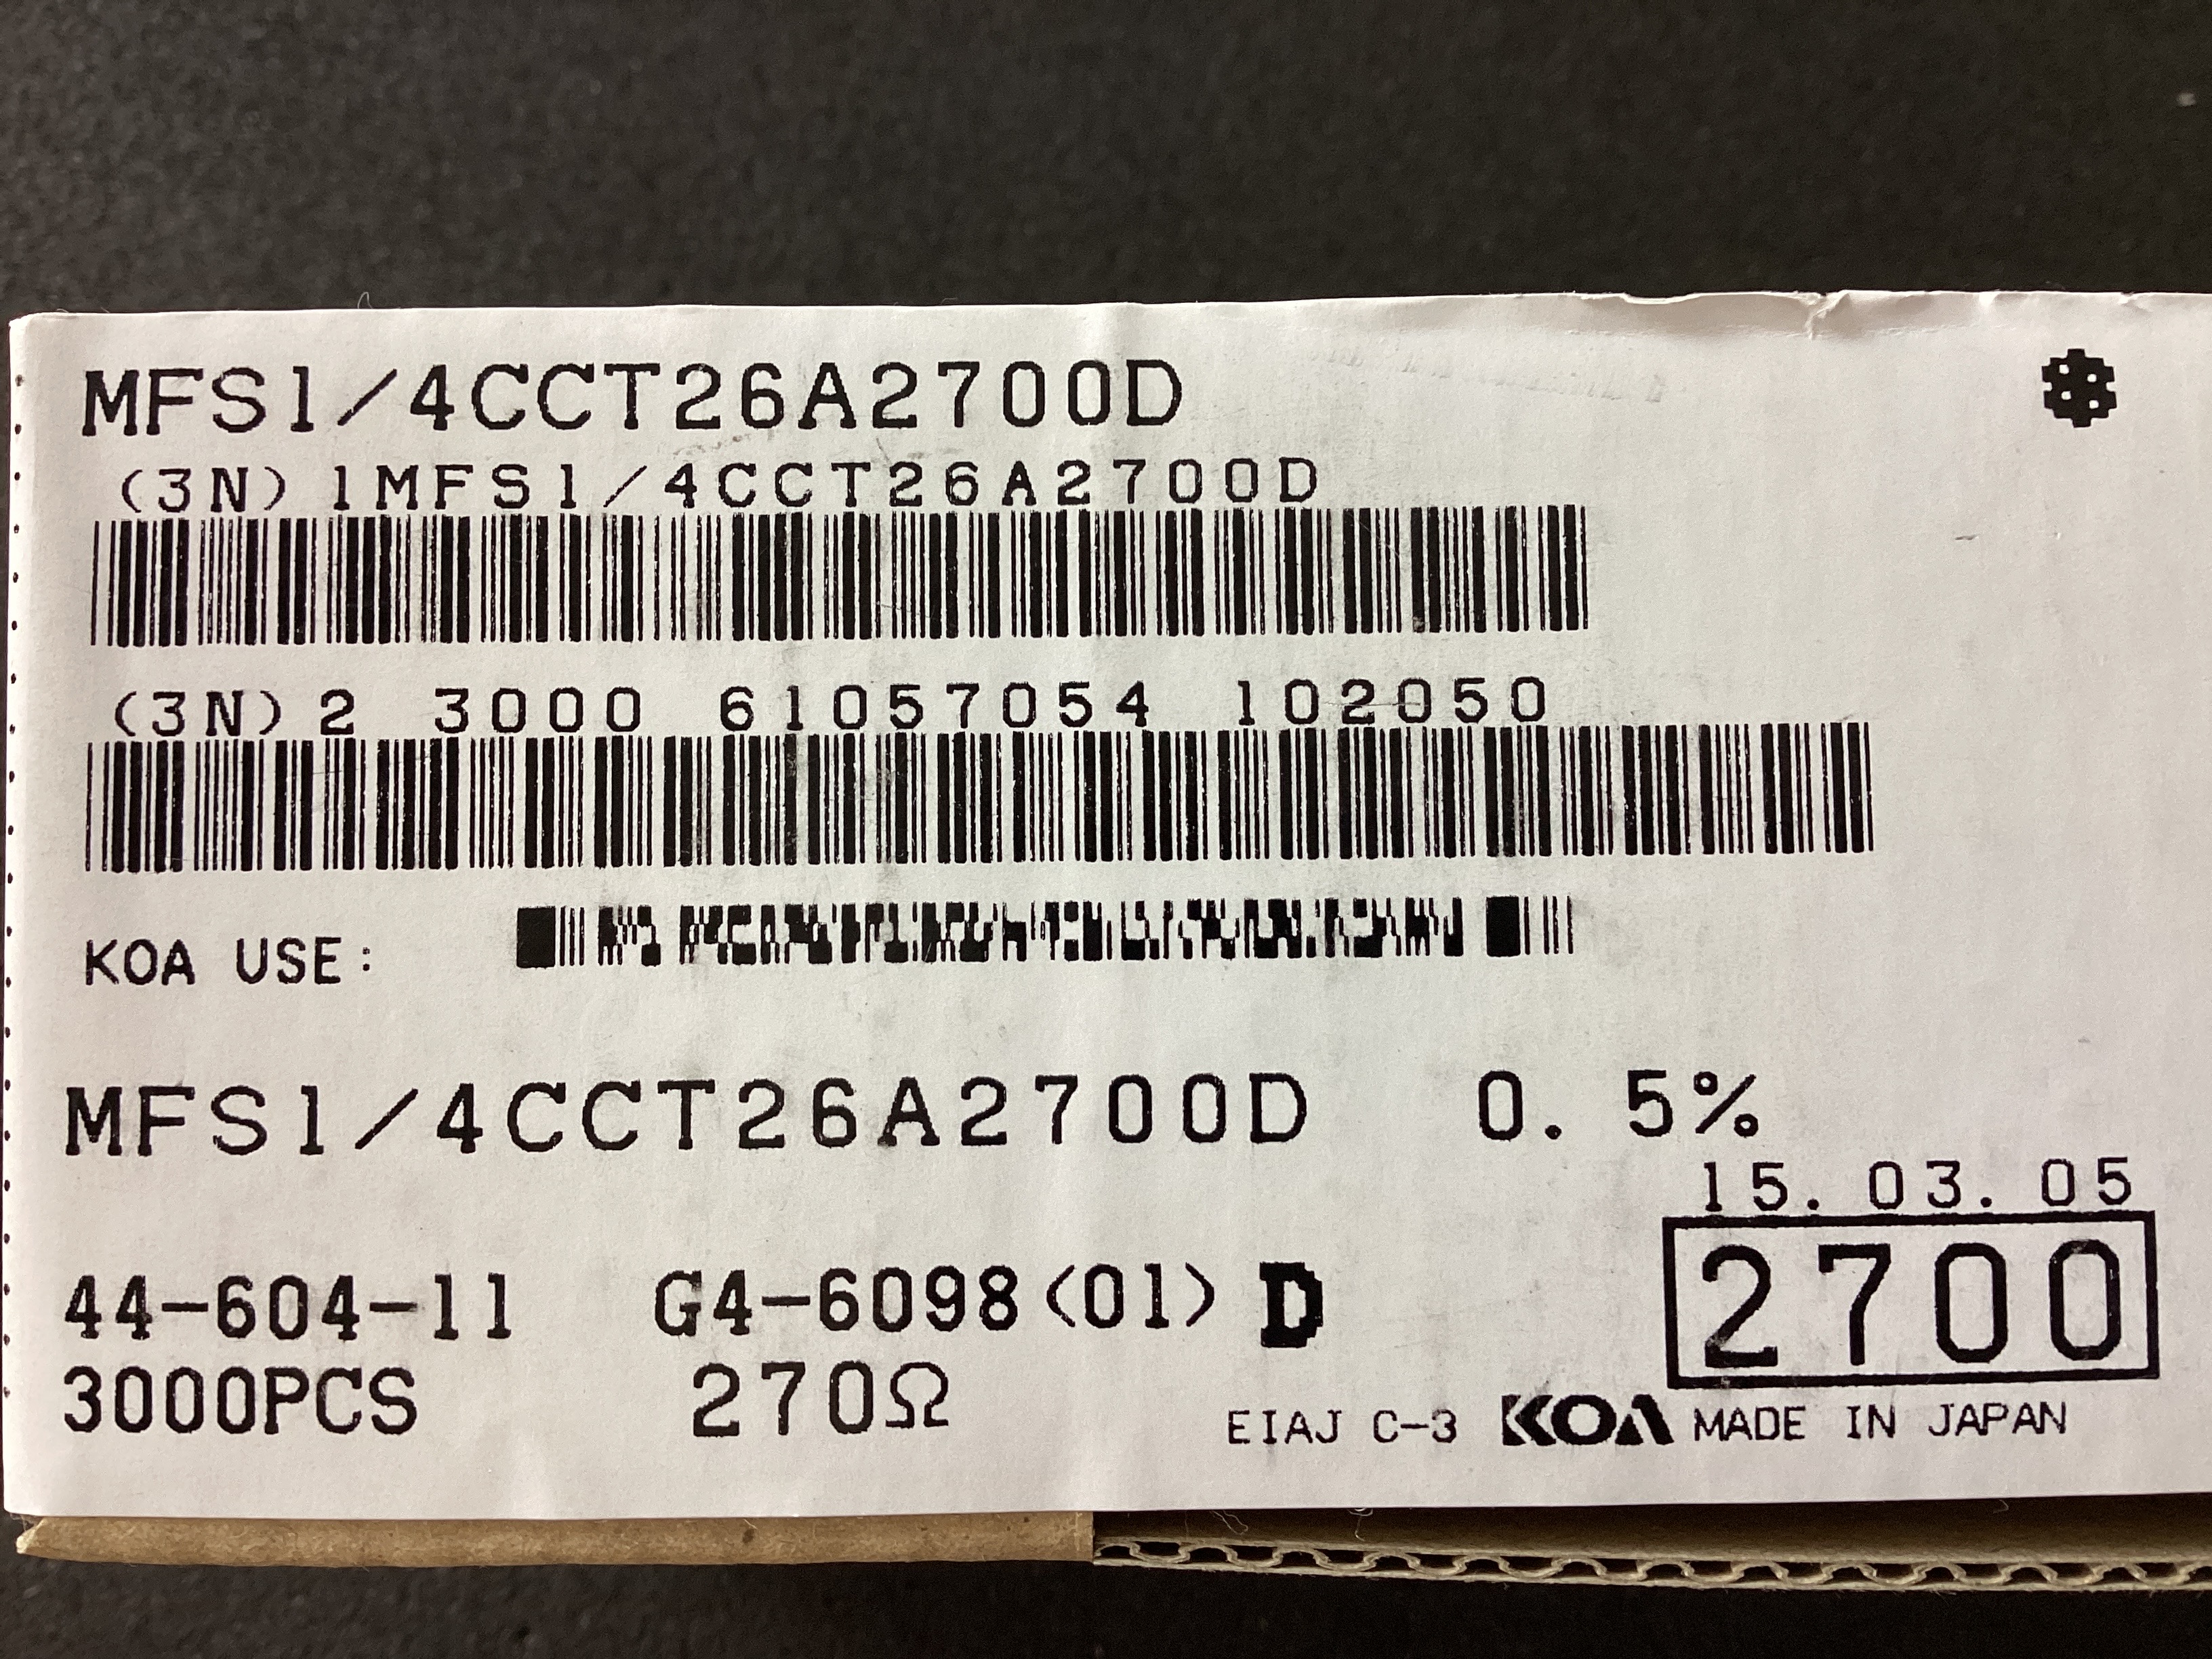 MFS1/4CCT26A2700D
(3N)1MFS1/4CCT26A2700D
(3N)2 3000 61057054 102050
KOA USE:
MFS1/4CCT26A2700D 0.5%
15.03.05
2700
44-604-11 G4-6098(01) D
3000PCS 270Ω
EIAJ C-3 KOA MADE IN JAPAN